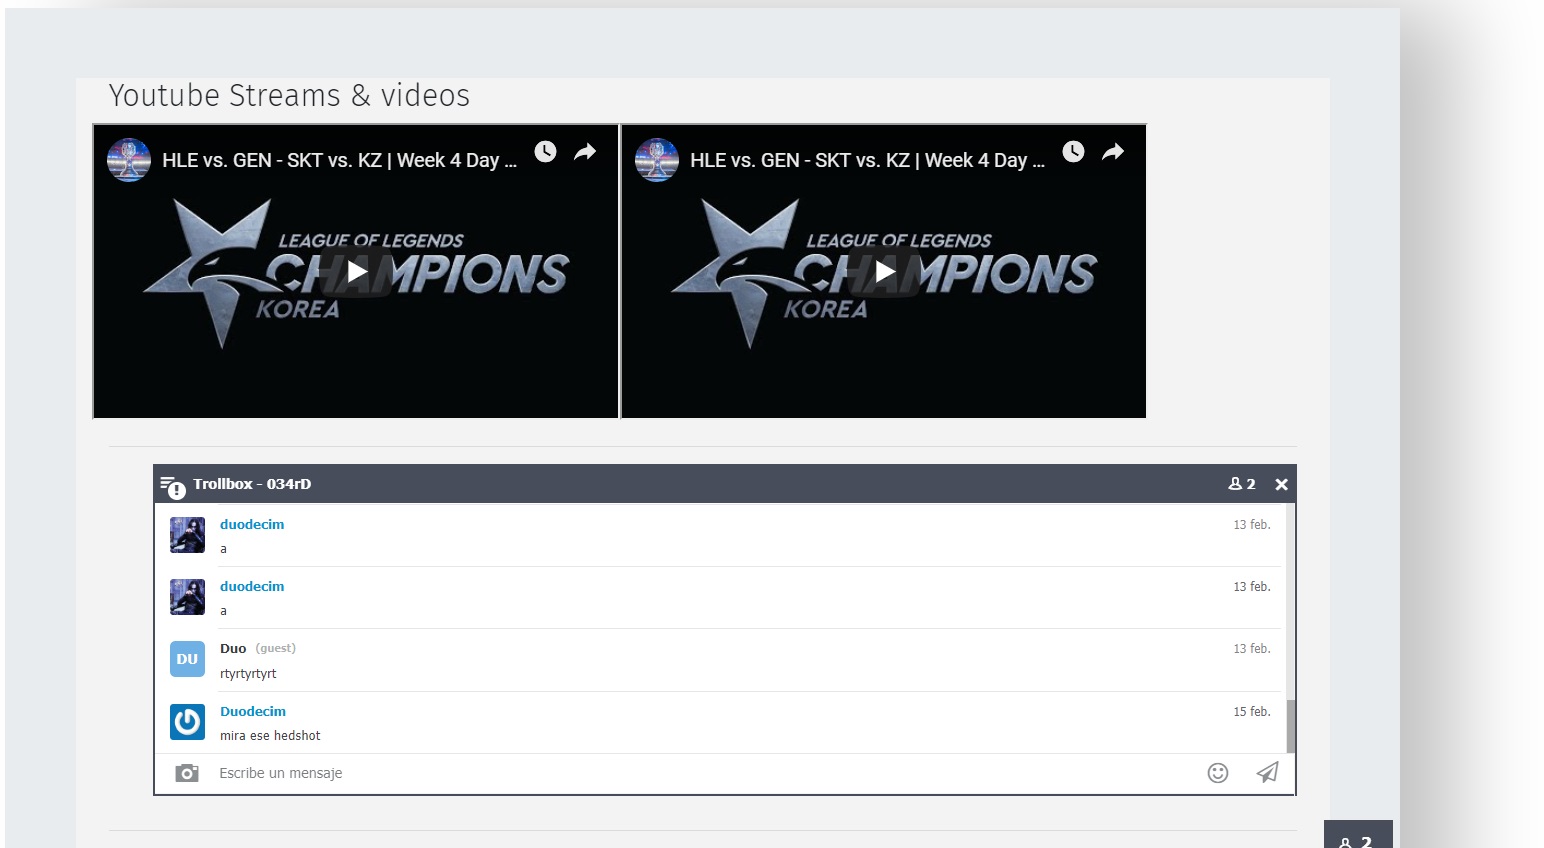 Youtube Streams & videos
HLE vs. GEN - SKT vs. KZ | Week 4 Day ...
HLE vs. GEN - SKT vs. KZ | Week 4 Day ...
LEAGUE OF LEGENDS
CHAMPIONS
KOREA
LEAGUE OF LEGENDS
CHAMPIONS
KOREA
Trollbox - 034rD
2
duodecim
13 feb.
a
duodecim
13 feb.
a
DU
Duo (guest)
13 feb.
rtyrtyrtyrt
Duodecim
15 feb.
mira ese hedshot
Escribe un mensaje
2